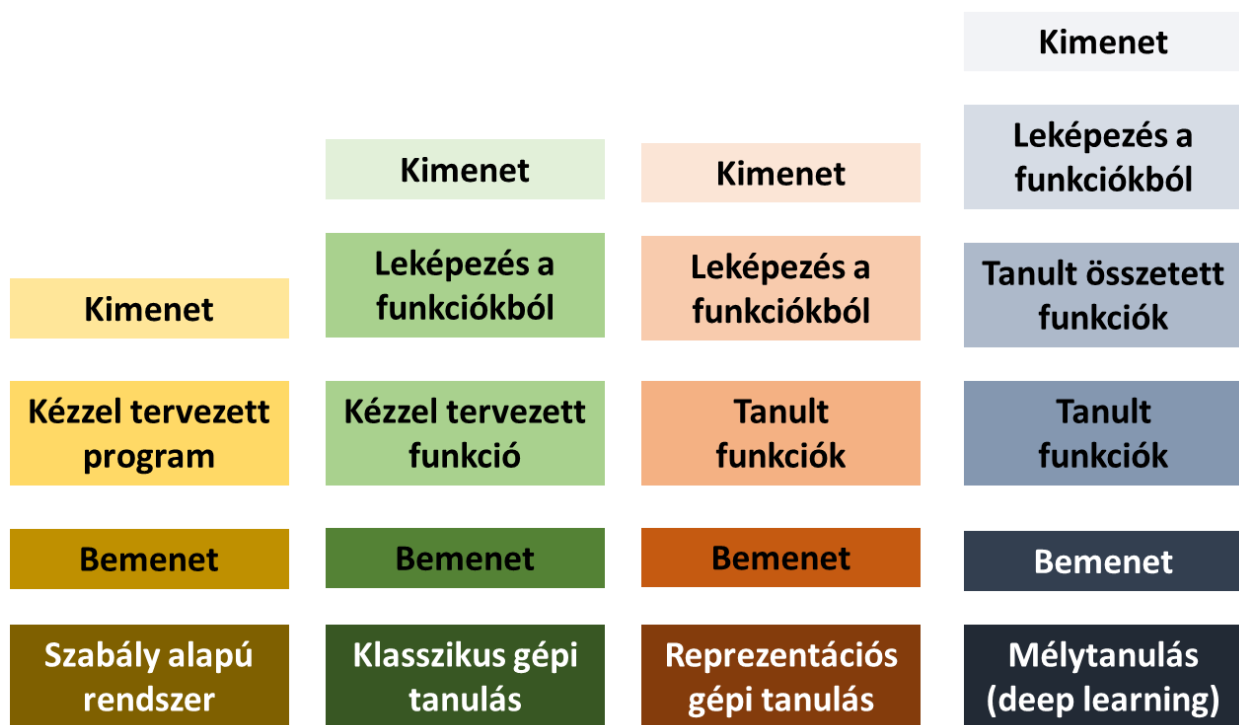 Kimenet
Kézzel tervezett
program
Bemenet
Szabály alapú
rendszer
Kimenet
Leképezés a
funkciókból
Kézzel tervezett
funkció
Bemenet
Klasszikus gépi
tanulás
Kimenet
Leképezés a
funkciókból
Tanult
funkciók
Bemenet
Reprezentációs
gépi tanulás
Kimenet
Leképezés a
funkciókból
Tanult összetett
funkciók
Tanult
funkciók
Bemenet
Mélytanulás
(deep learning)